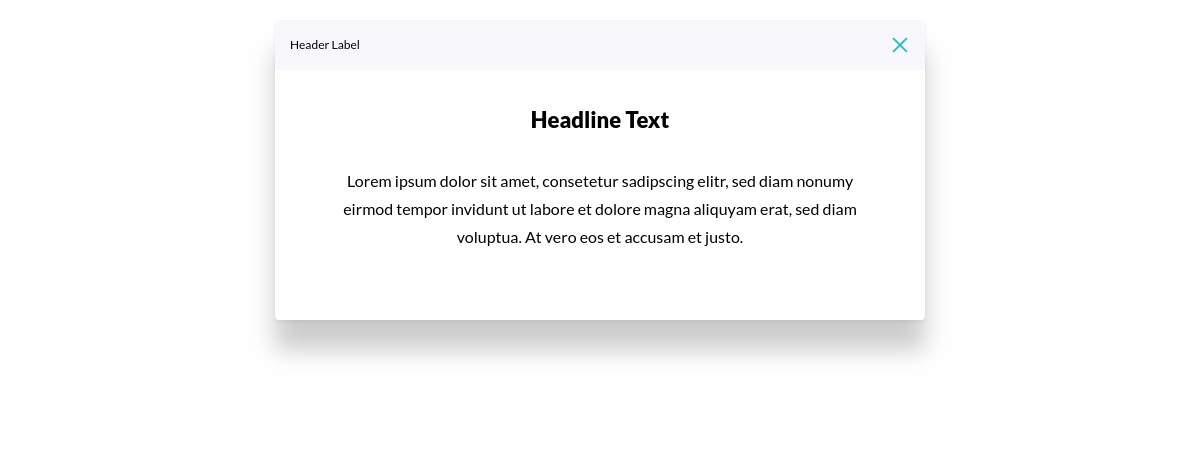 Header Label
Headline Text
Lorem ipsum dolor sit amet, consetetur sadipscing elitr, sed diam nonumy
eirmod tempor invidunt ut labore et dolore magna aliquyam erat, sed diam
voluptua. At vero eos et accusam et justo.